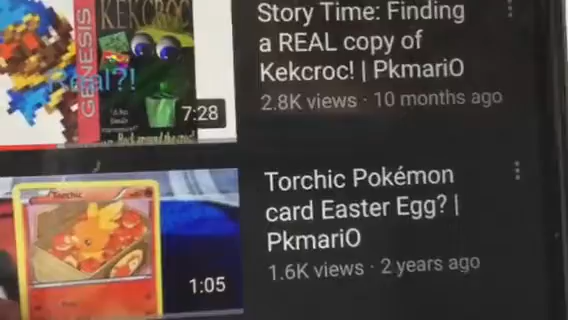 KEKCROC
GENESIS
Real?!
7:28
Story Time: Finding
a REAL copy of
Kekcroc! | PkmariO
2.8K views · 10 months ago
Torchic
1:05
Torchic Pokémon
card Easter Egg? |
PkmariO
1.6K views · 2 years ago